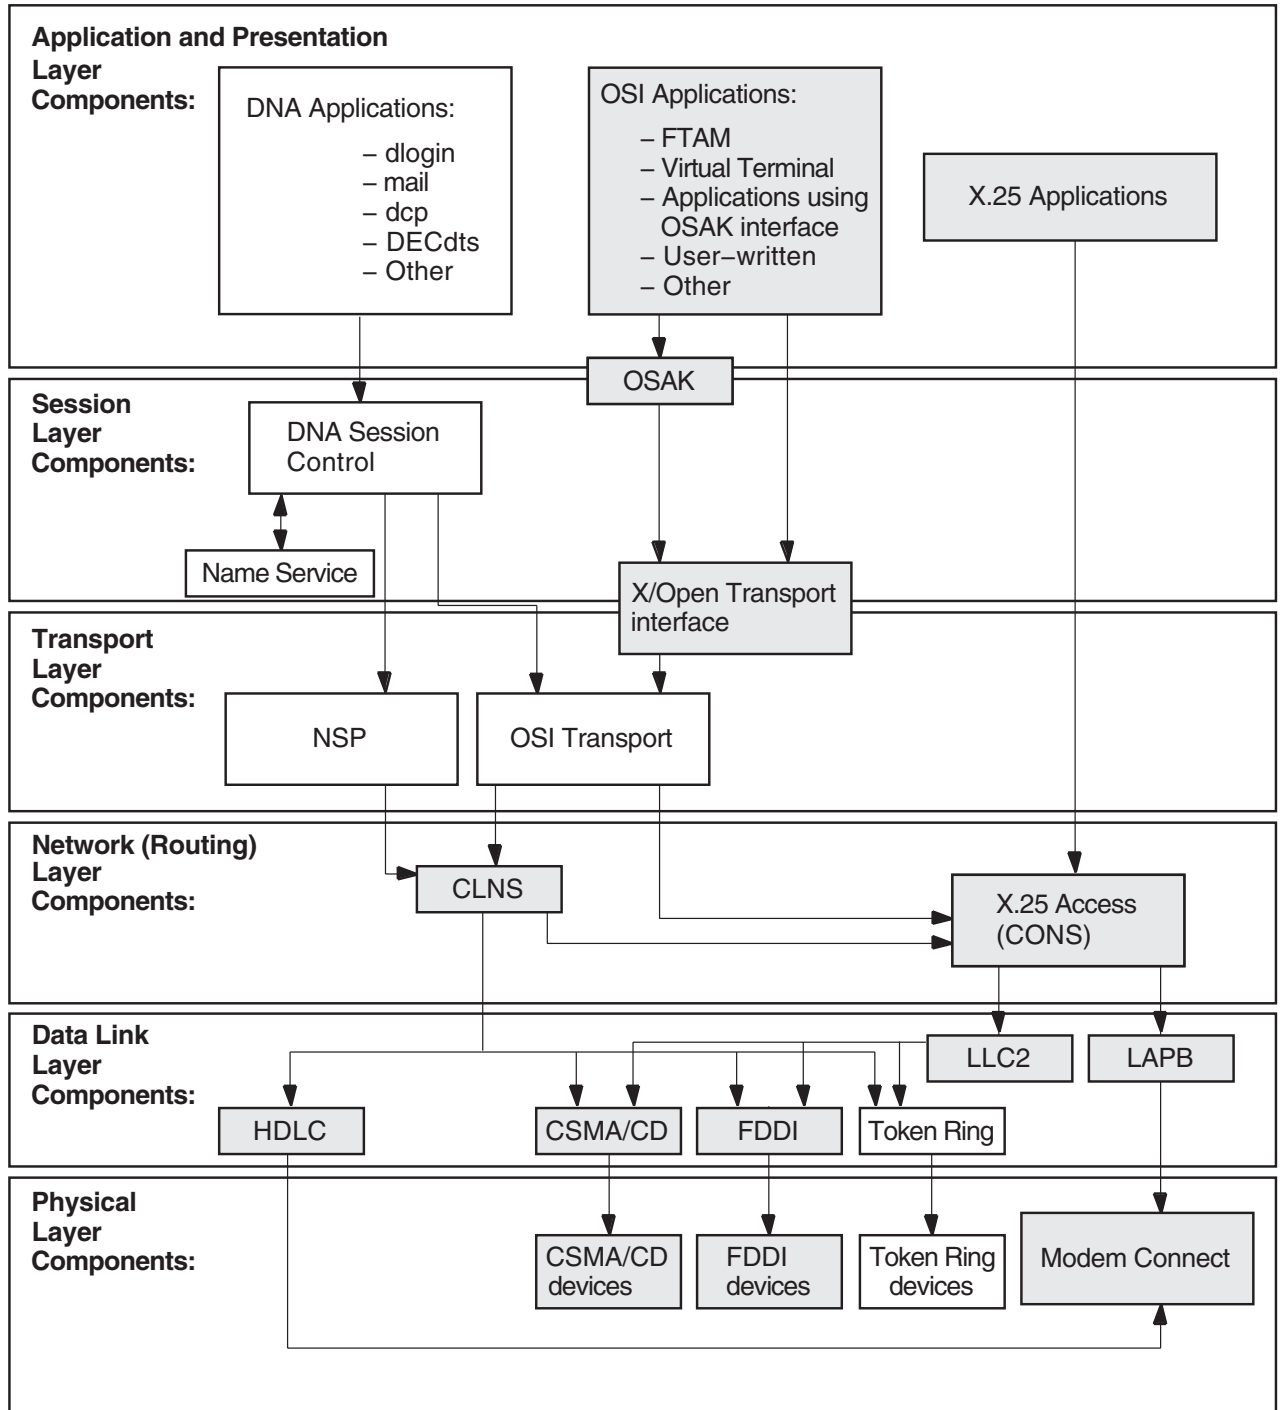 Application and Presentation
Layer
Components:
DNA Applications:
– dlogin
– mail
– dcp
– DECdts
– Other
OSI Applications:
– FTAM
– Virtual Terminal
– Applications using
OSAK interface
– User–written
– Other
X.25 Applications
OSAK
Session
Layer
Components:
DNA Session
Control
Name Service
X/Open Transport
interface
Transport
Layer
Components:
NSP
OSI Transport
Network (Routing)
Layer
Components:
CLNS
X.25 Access
(CONS)
Data Link
Layer
Components:
LLC2
LAPB
HDLC
CSMA/CD
FDDI
Token Ring
Physical
Layer
Components:
CSMA/CD
devices
FDDI
devices
Token Ring
devices
Modem Connect